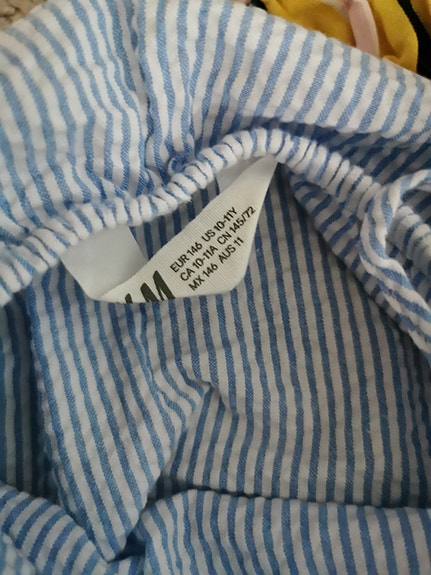 EUR 146 US 10-11Y
CA 10-11A CN 145/72
MX 146 AUS 11